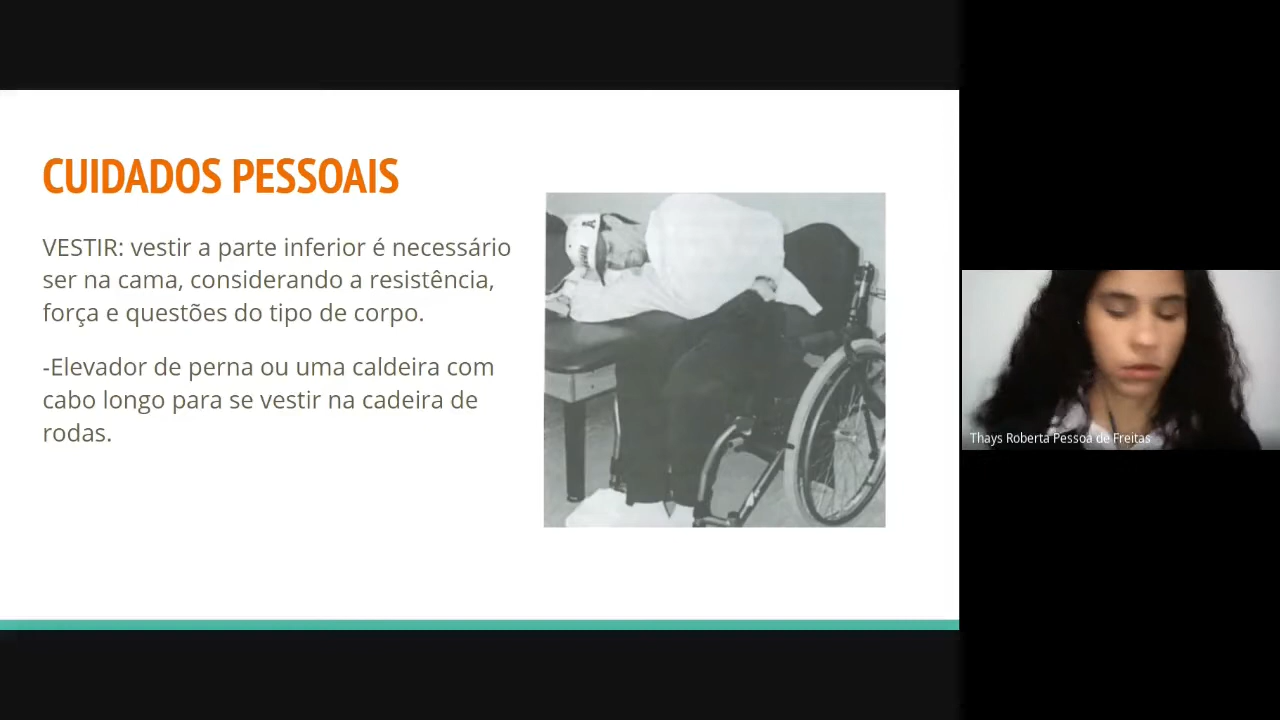 CUIDADOS PESSOAIS
VESTIR: vestir a parte inferior é necessário
ser na cama, considerando a resistência,
força e questões do tipo de corpo.
-Elevador de perna ou uma caldeira com
cabo longo para se vestir na cadeira de
rodas.
Thays Roberta Pessoa de Freitas